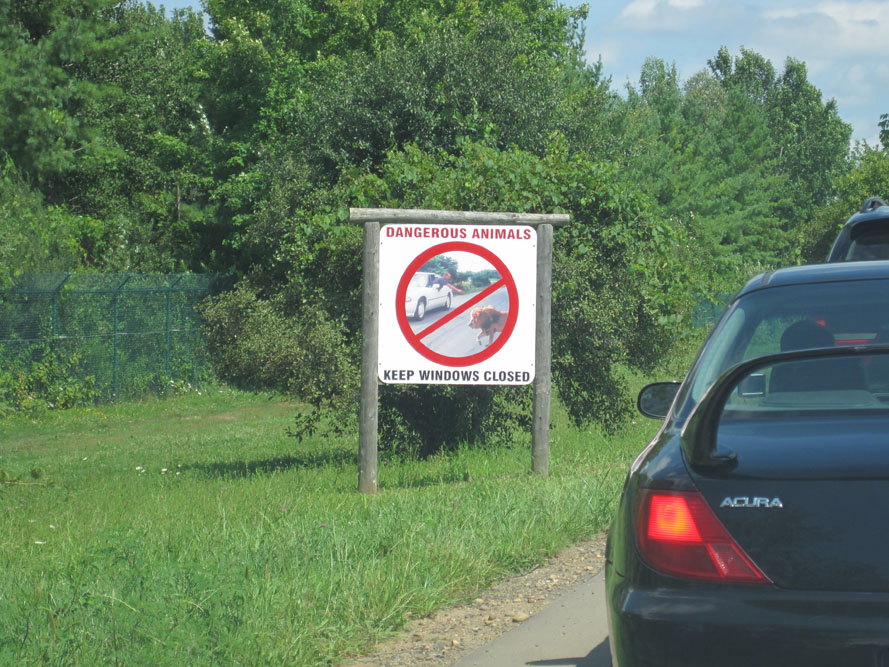 DANGEROUS ANIMALS
KEEP WINDOWS CLOSED
ACURA